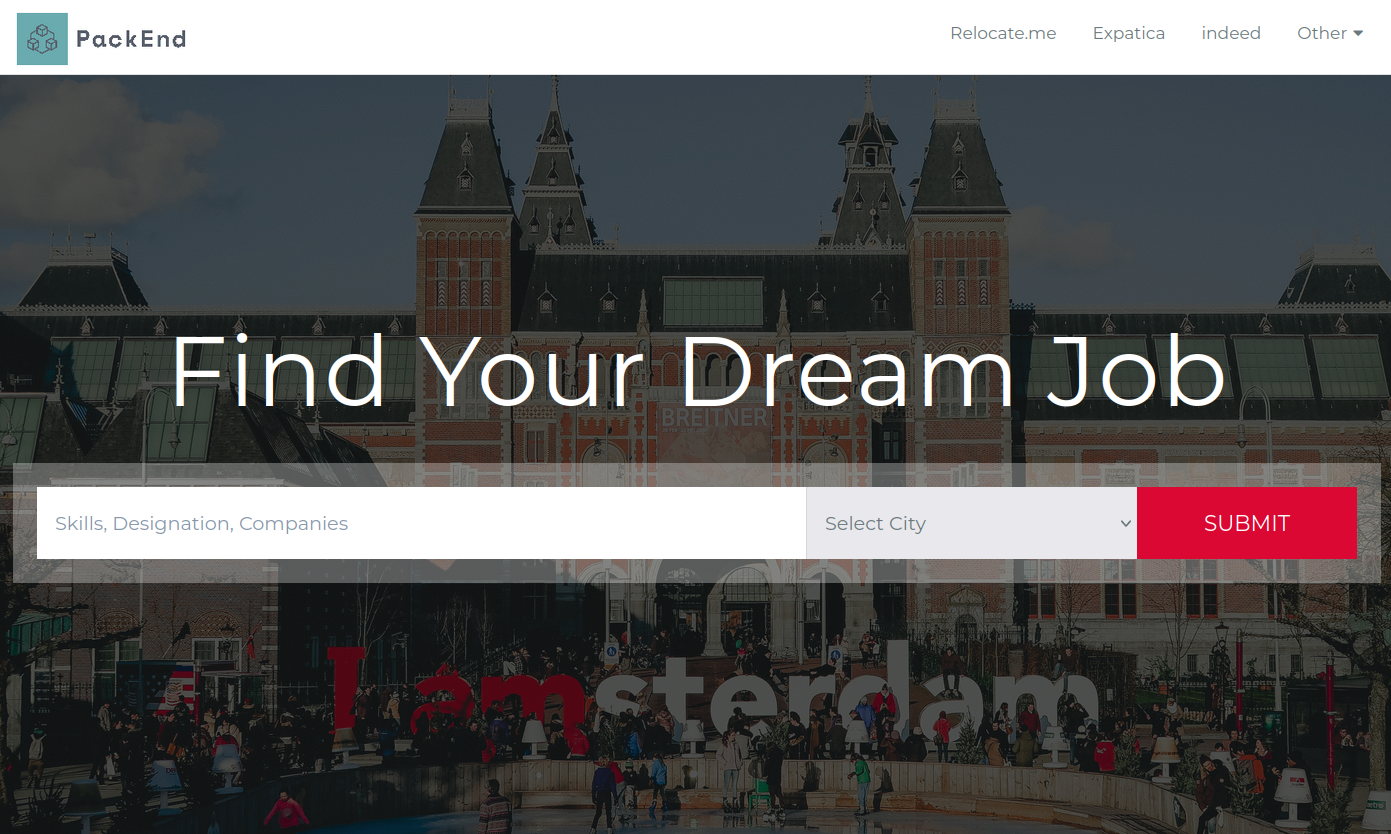 PackEnd
Relocate.me
Expatica
indeed
Other
Find Your Dream Job
BREITNER
Skills, Designation, Companies
Select City
SUBMIT
I amsterdam